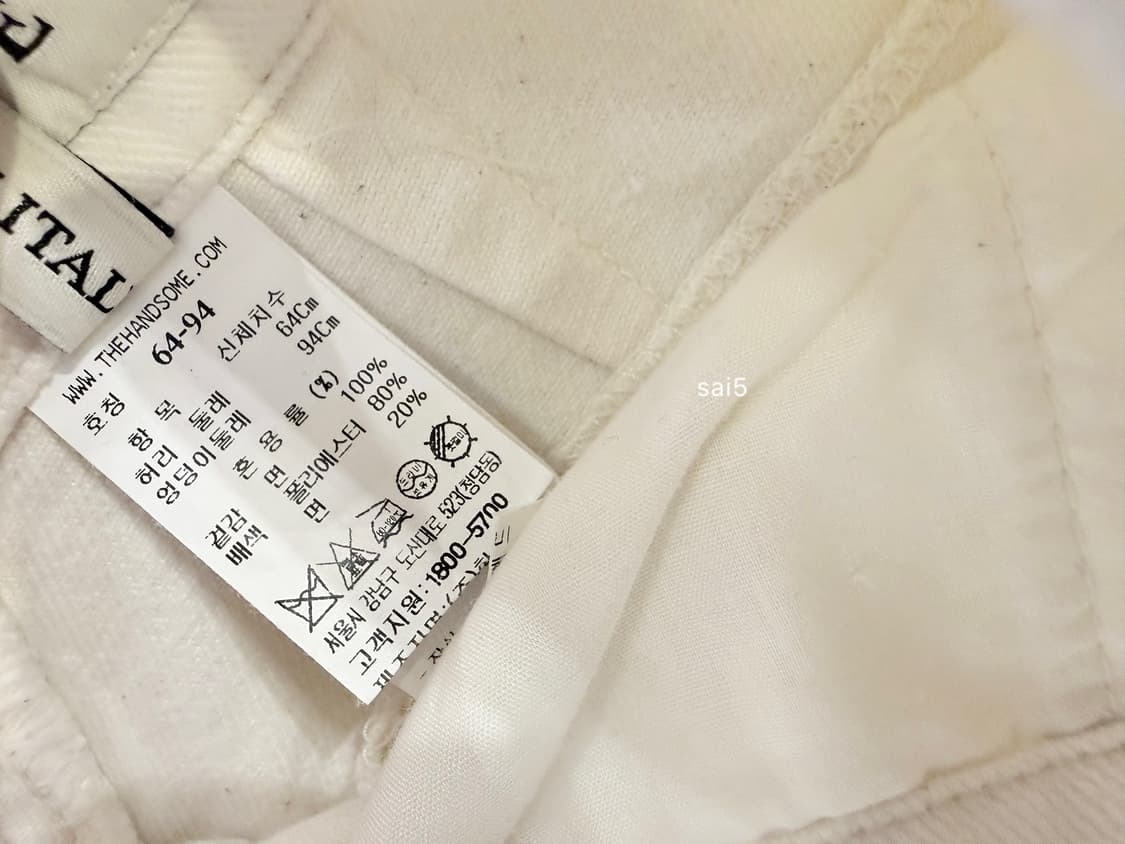 ITAL
WWW.THEHANDSOME.COM
호칭 64-94
항 목 신체치수
허리 둘레 64Cm
엉덩이둘레 94Cm
혼 용 률 (%)
겉감 면 100%
배색 폴리에스터 80%
면 20%
서울시 강남구 도산대로 523(청담동)
고객지원:1800-5700
sai5